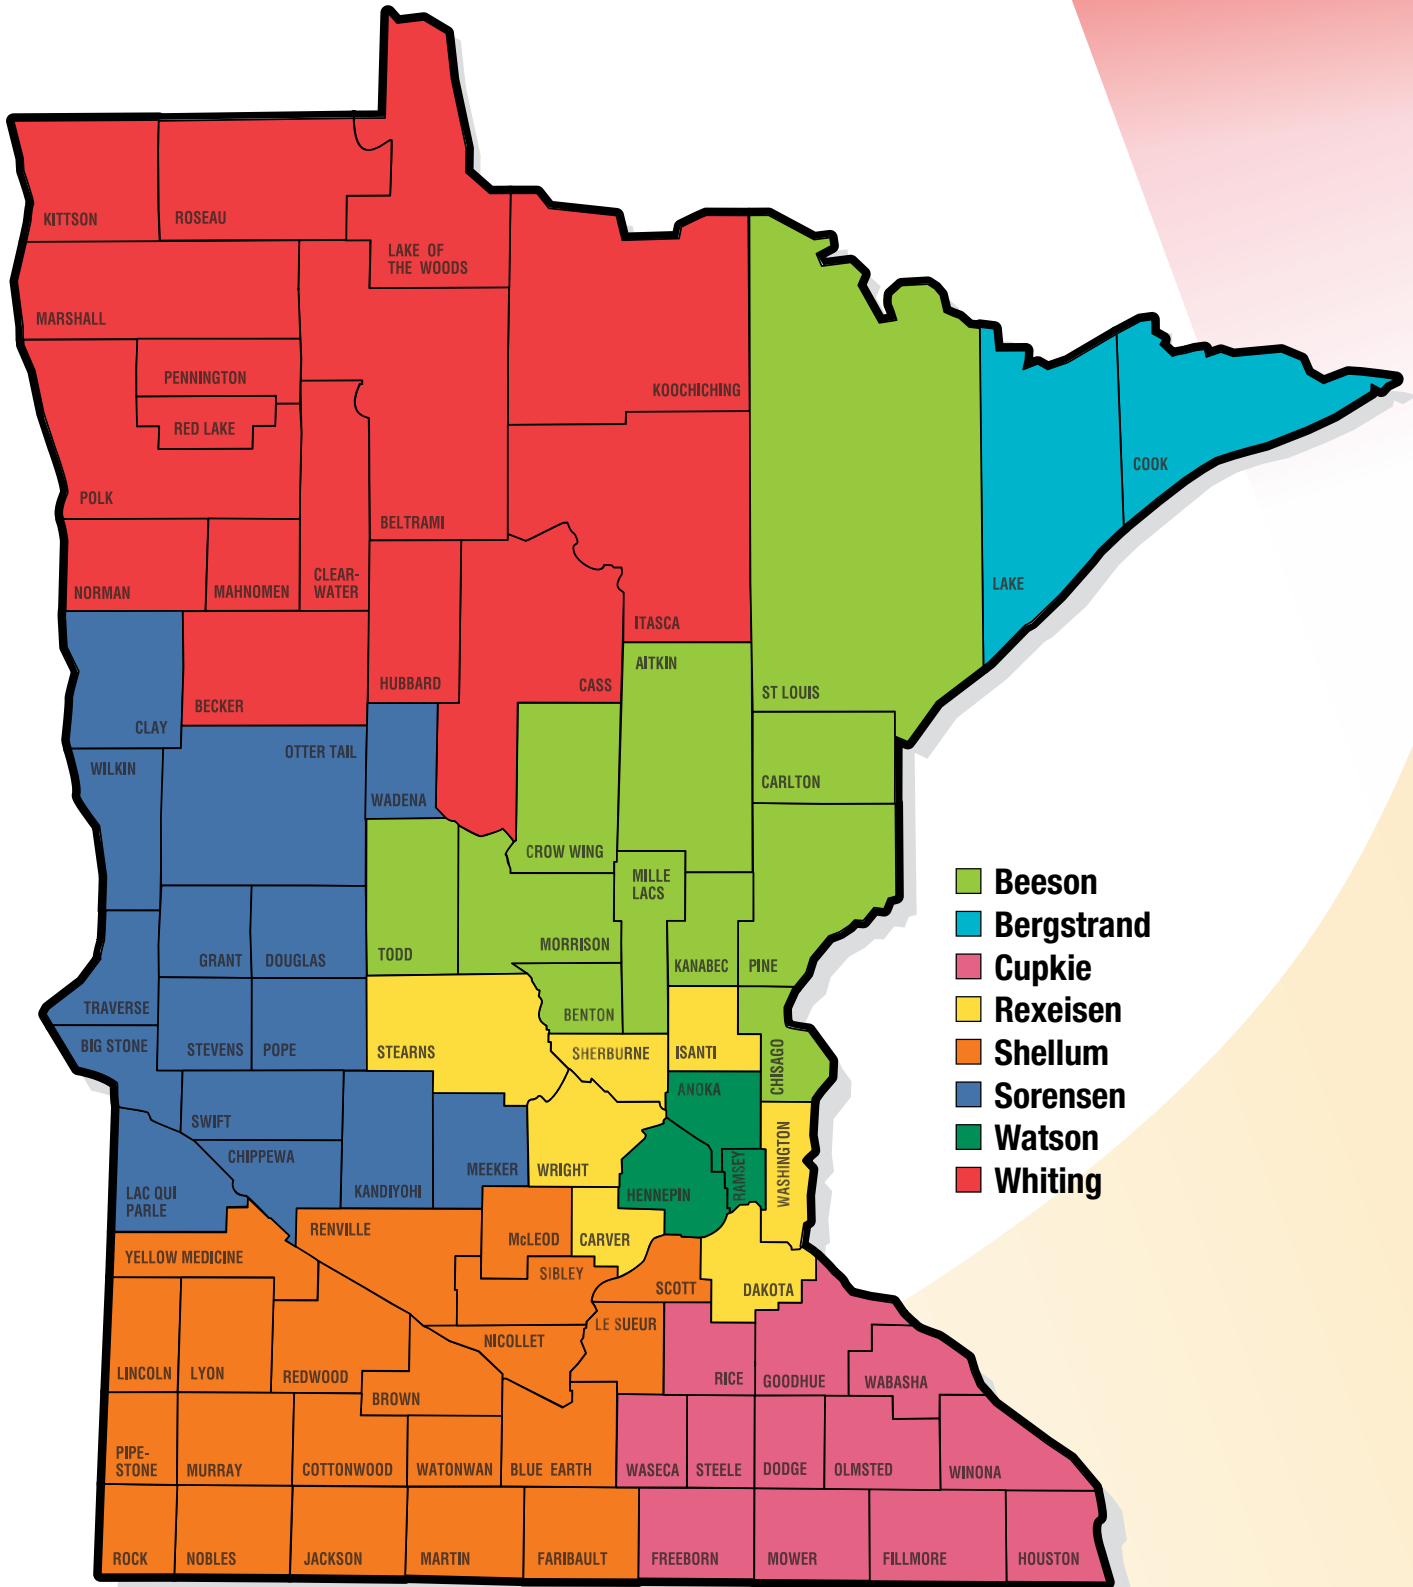 KITTSON
ROSEAU
LAKE OF
THE WOODS
MARSHALL
PENNINGTON
KOOCHICHING
RED LAKE
COOK
POLK
BELTRAMI
CLEAR-
WATER
NORMAN
MAHNOMEN
LAKE
ITASCA
AITKIN
HUBBARD
CASS
ST LOUIS
BECKER
CLAY
OTTER TAIL
WILKIN
WADENA
CARLTON
CROW WING
MILLE
LACS
GRANT
DOUGLAS
TODD
MORRISON
KANABEC
PINE
TRAVERSE
BENTON
BIG STONE
STEVENS
POPE
STEARNS
SHERBURNE
ISANTI
CHISAGO
ANOKA
SWIFT
CHIPPEWA
MEEKER
WRIGHT
WASHINGTON
RAMSEY
LAC QUI
PARLE
KANDIYOHI
HENNEPIN
RENVILLE
McLEOD
CARVER
YELLOW MEDICINE
SIBLEY
SCOTT
DAKOTA
LE SUEUR
NICOLLET
LINCOLN
LYON
REDWOOD
BROWN
RICE
GOODHUE
WABASHA
PIPE-
STONE
MURRAY
COTTONWOOD
WATONWAN
BLUE EARTH
WASECA
STEELE
DODGE
OLMSTED
WINONA
ROCK
NOBLES
JACKSON
MARTIN
FARIBAULT
FREEBORN
MOWER
FILLMORE
HOUSTON
Beeson
Bergstrand
Cupkie
Rexeisen
Shellum
Sorensen
Watson
Whiting